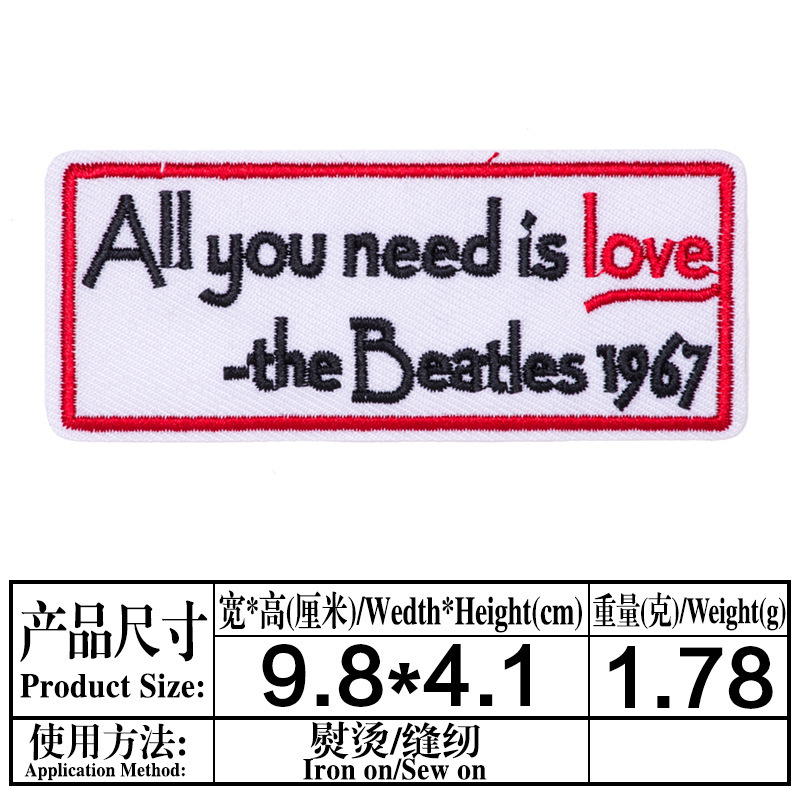 All you need is love
-the Beatles 1967
产品尺寸
Product Size:
宽*高(厘米)/Wedth*Height(cm)
9.8*4.1
重量(克)/Weight(g)
1.78
使用方法:
Application Method:
熨烫/缝纫
Iron on/Sew on